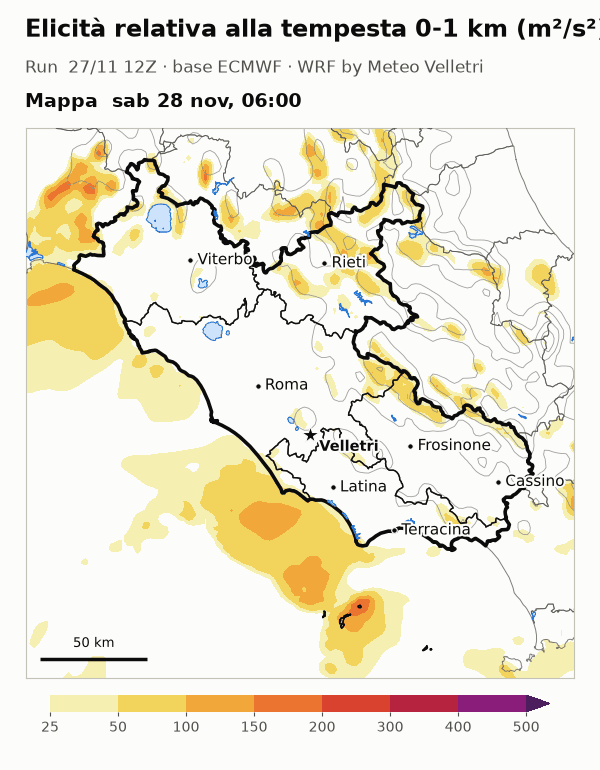 Elicità relativa alla tempesta 0-1 km (m²/s²)
Run 27/11 12Z · base ECMWF · WRF by Meteo Velletri
Mappa sab 28 nov, 06:00
Viterbo
Rieti
Roma
Velletri
Frosinone
Latina
Cassino
Terracina
50 km
25 50 100 150 200 300 400 500